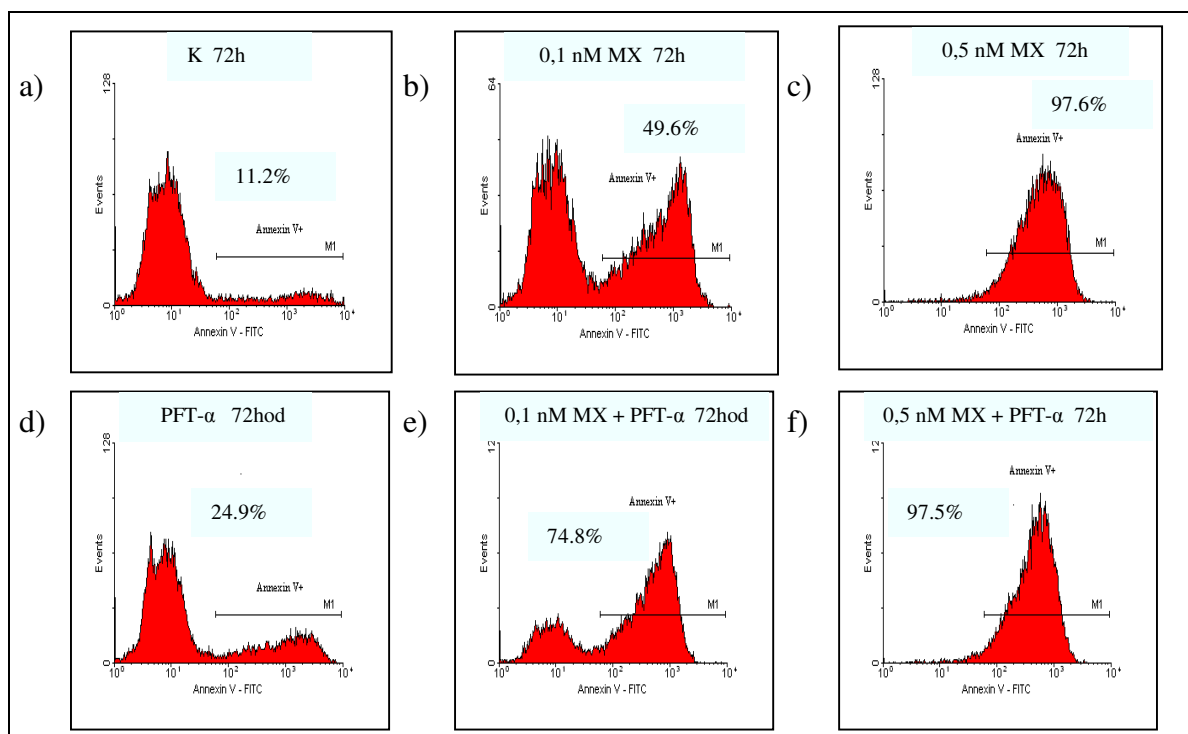 a)
K 72h
128
11.2%
Annexin V+
M1
Events
0
10⁰ 10¹ 10² 10³ 10⁴
Annexin V - FITC
b)
0,1 nM MX 72h
64
49.6%
Annexin V+
M1
Events
0
10⁰ 10¹ 10² 10³ 10⁴
Annexin V - FITC
c)
0,5 nM MX 72h
128
97.6%
Annexin V+
M1
Events
0
10⁰ 10¹ 10² 10³ 10⁴
Annexin V - FITC
d)
PFT-α 72hod
128
24.9%
Annexin V+
M1
Events
0
10⁰ 10¹ 10² 10³ 10⁴
Annexin V - FITC
e)
0,1 nM MX + PFT-α 72hod
12
Annexin V+
74.8%
M1
Events
0
10⁰ 10¹ 10² 10³ 10⁴
Annexin V - FITC
f)
0,5 nM MX + PFT-α 72h
12
Annexin V+
97.5%
M1
Events
0
10⁰ 10¹ 10² 10³ 10⁴
Annexin V - FITC